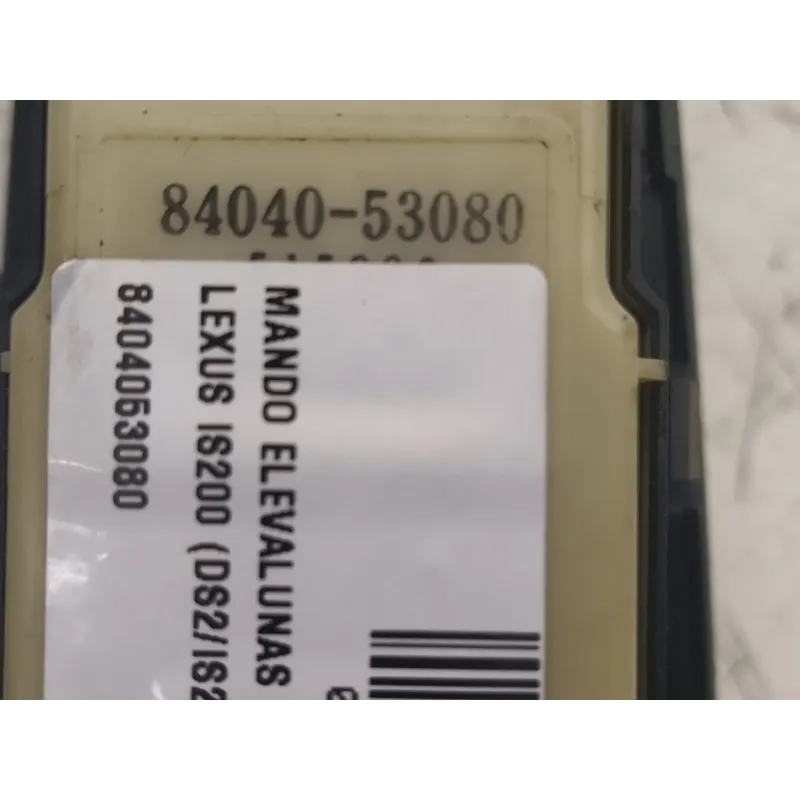 84040-53080
MANDO ELEVALUNAS
LEXUS IS200 (DS2/IS2
8404053080